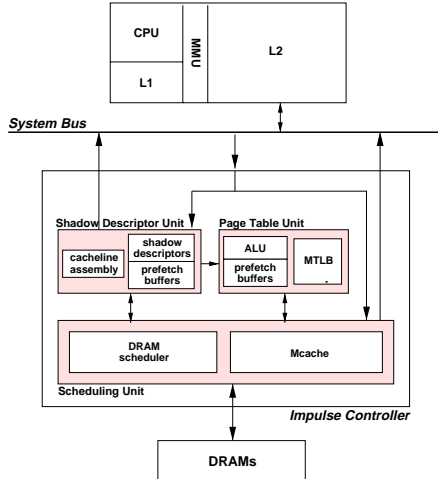 CPU
MMU
L2
L1
System Bus
Shadow Descriptor Unit
Page Table Unit
cacheline
assembly
shadow
descriptors
prefetch
buffers
ALU
prefetch
buffers
MTLB
DRAM
scheduler
Mcache
Scheduling Unit
Impulse Controller
DRAMs